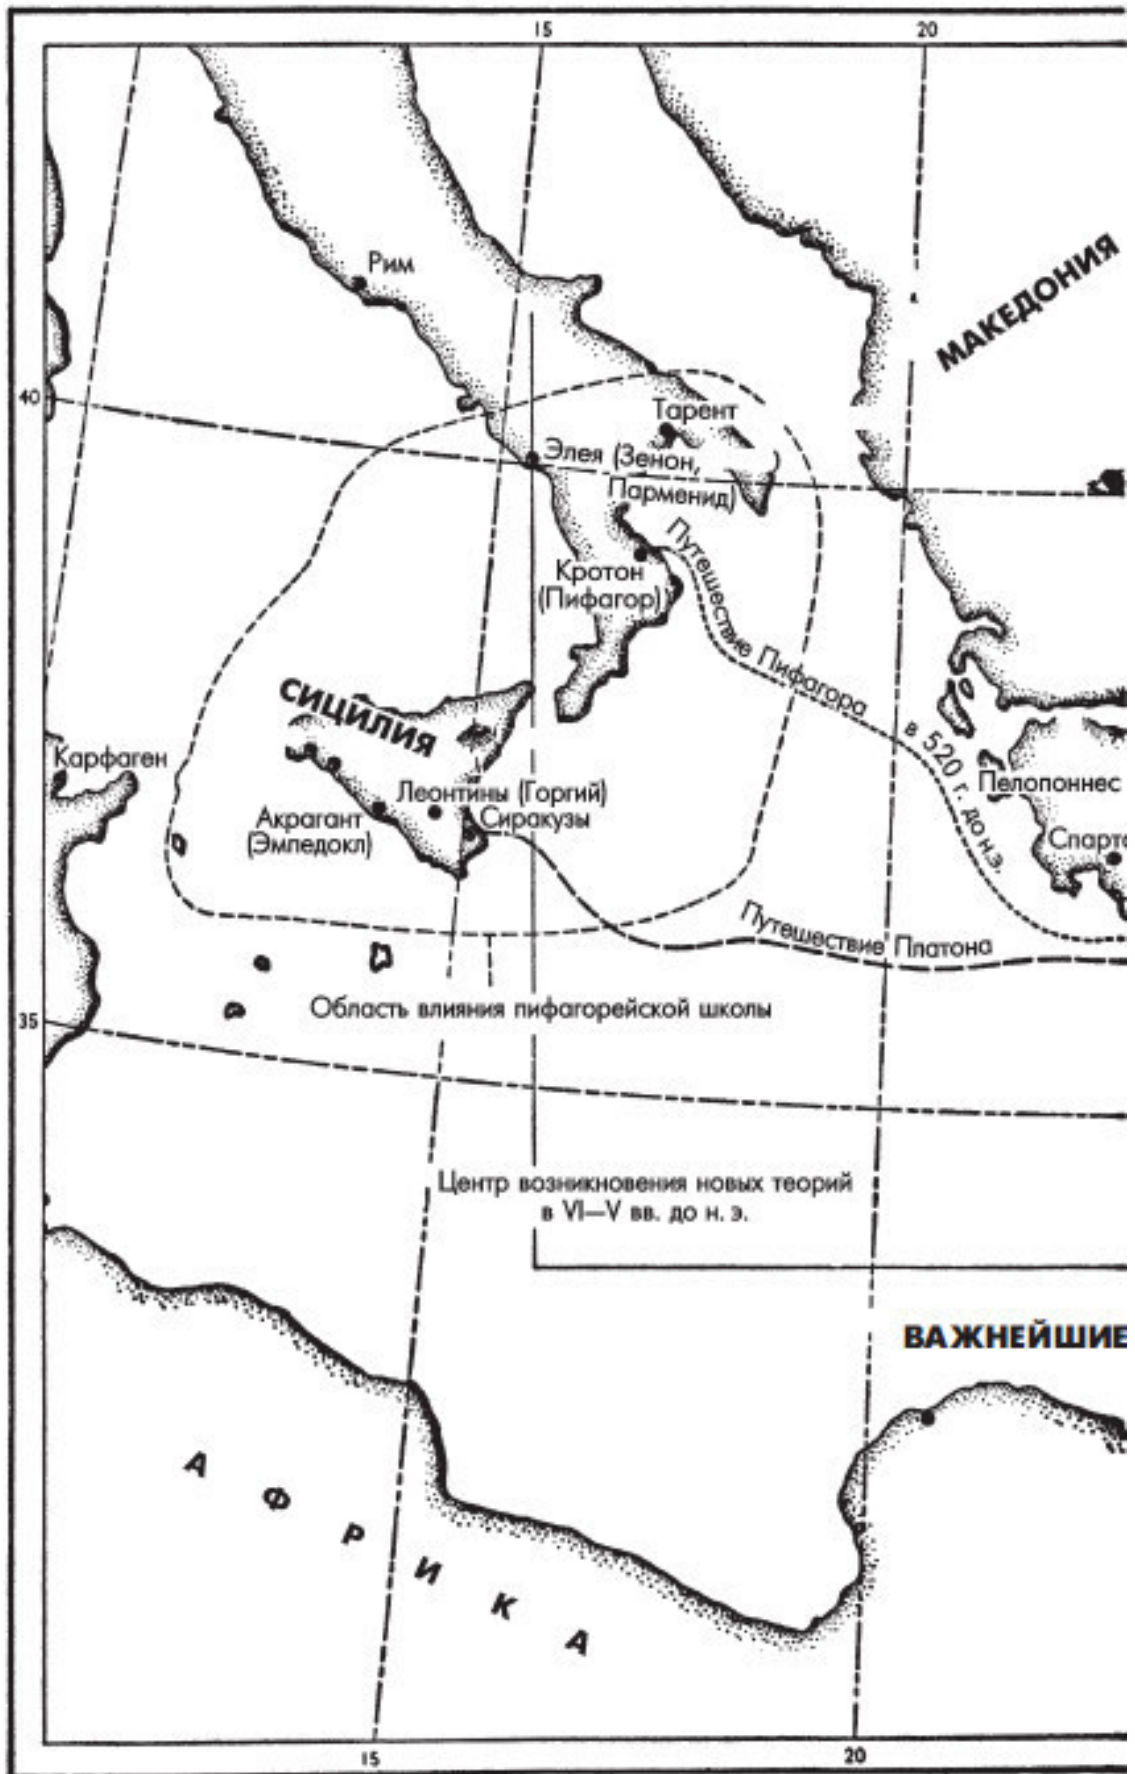 15
20
Рим
МАКЕДОНИЯ
40
Тарент
Элея (Зенон,
Парменид)
Кротон
(Пифагор)
Путешествие Пифагора
в 520 г. до н.э.
СИЦИЛИЯ
Карфаген
Леонтины (Горгий)
Сиракузы
Акрагант
(Эмпедокл)
Пелопоннес
Спарта
Путешествие Платона
Область влияния пифагорейской школы
35
Центр возникновения новых теорий
в VI—V вв. до н. э.
ВАЖНЕЙШИЕ
АФРИКА
15
20